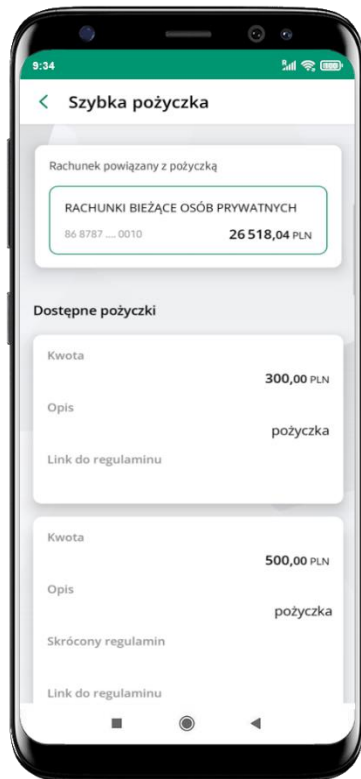 9:34
Szybka pożyczka
Rachunek powiązany z pożyczką
RACHUNKI BIEŻĄCE OSÓB PRYWATNYCH
86 8787 .... 0010 26 518,04 PLN
Dostępne pożyczki
Kwota
300,00 PLN
Opis
pożyczka
Link do regulaminu
Kwota
500,00 PLN
Opis
pożyczka
Skrócony regulamin
Link do regulaminu